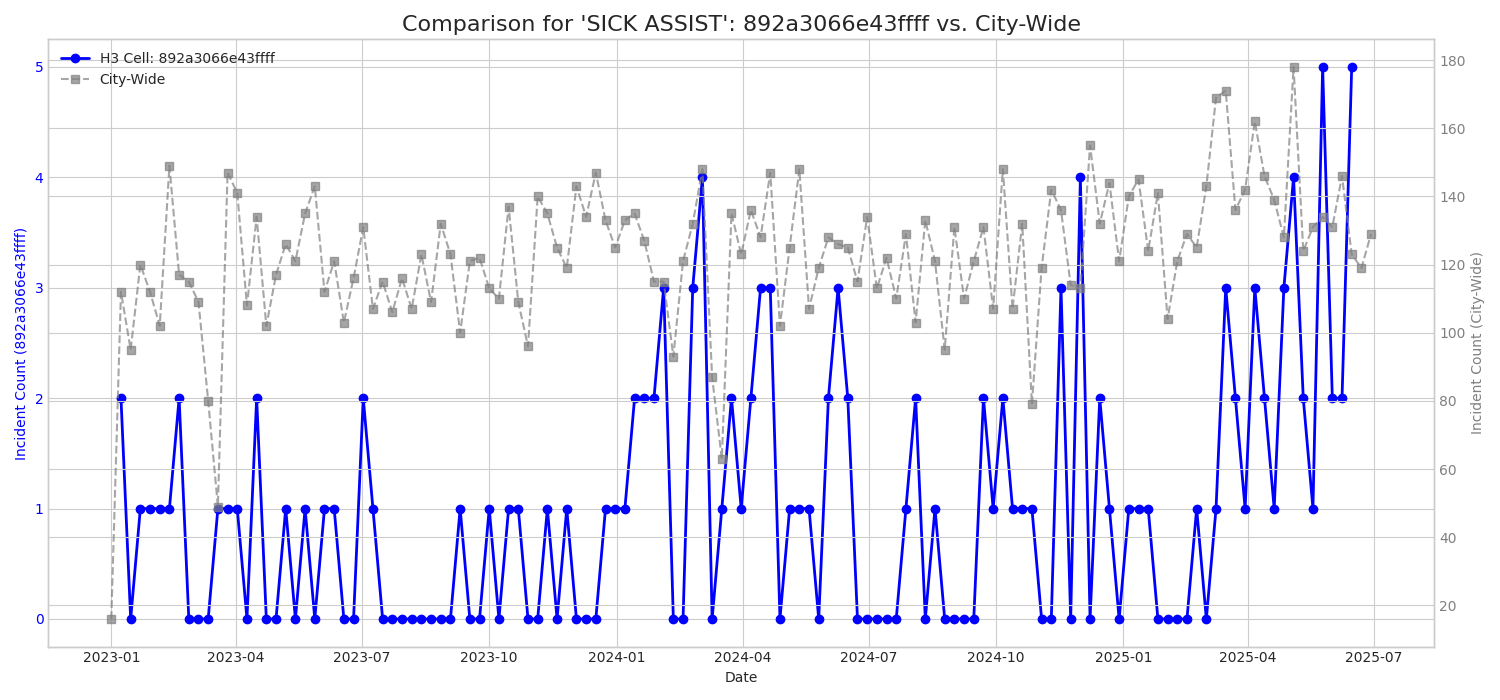 Comparison for 'SICK ASSIST': 892a3066e43ffff vs. City-Wide
H3 Cell: 892a3066e43ffff
City-Wide
Incident Count (892a3066e43ffff)
5
4
3
2
1
0
180
160
140
120
100
80
60
40
20
Incident Count (City-Wide)
2023-01 2023-04 2023-07 2023-10 2024-01 2024-04 2024-07 2024-10 2025-01 2025-04 2025-07
Date